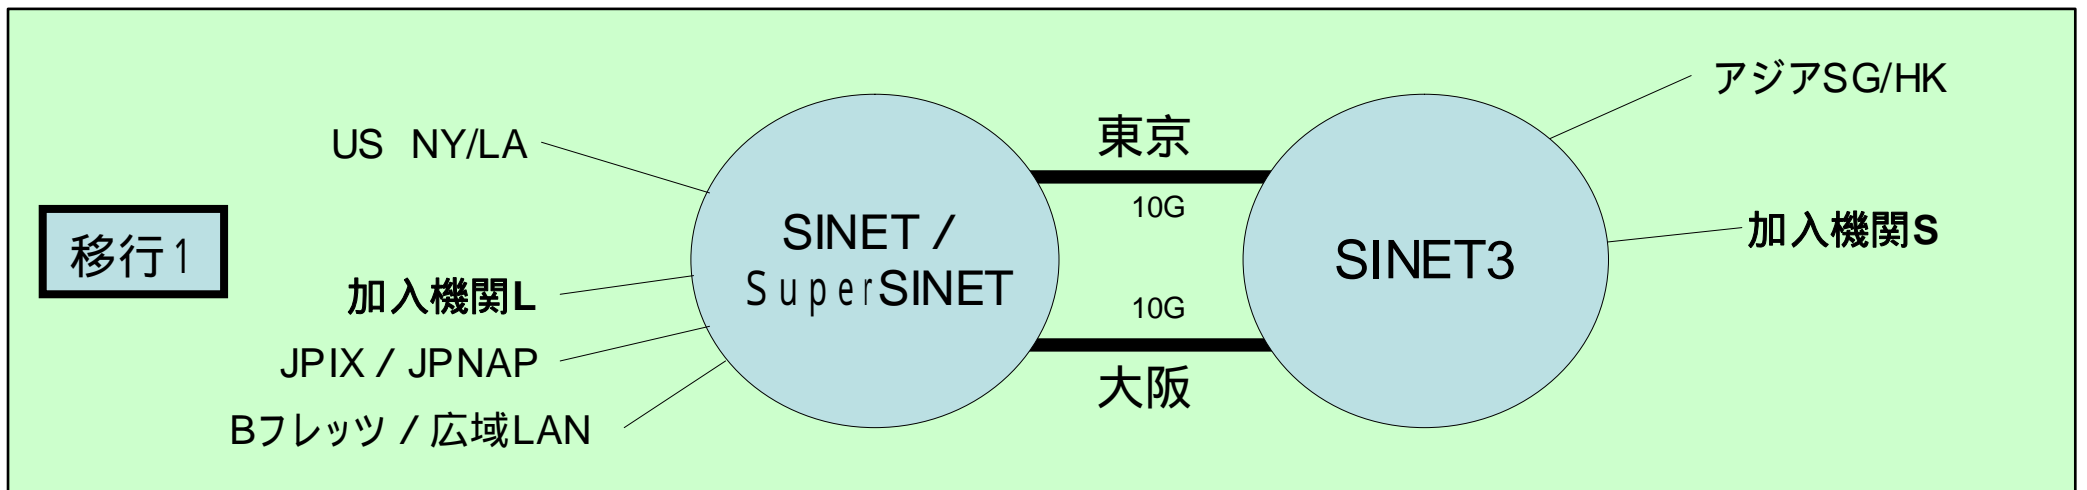 移行1
US NY/LA
加入機関L
JPIX / JPNAP
Bフレッツ / 広域LAN
SINET /
SuperSINET
東京
10G
10G
大阪
SINET3
アジアSG/HK
加入機関S